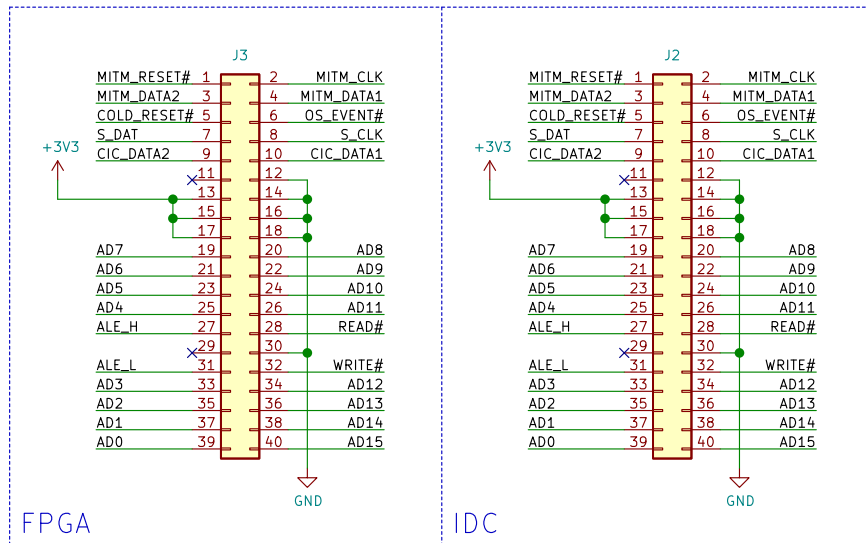 J3
MITM_RESET# 1 2 MITM_CLK
MITM_DATA2 3 4 MITM_DATA1
COLD_RESET# 5 6 OS_EVENT#
S_DAT 7 8 S_CLK
+3V3 CIC_DATA2 9 10 CIC_DATA1
11 12
13 14
15 16
17 18
AD7 19 20 AD8
AD6 21 22 AD9
AD5 23 24 AD10
AD4 25 26 AD11
ALE_H 27 28 READ#
29 30
ALE_L 31 32 WRITE#
AD3 33 34 AD12
AD2 35 36 AD13
AD1 37 38 AD14
AD0 39 40 AD15
GND
FPGA
J2
MITM_RESET# 1 2 MITM_CLK
MITM_DATA2 3 4 MITM_DATA1
COLD_RESET# 5 6 OS_EVENT#
S_DAT 7 8 S_CLK
+3V3 CIC_DATA2 9 10 CIC_DATA1
11 12
13 14
15 16
17 18
AD7 19 20 AD8
AD6 21 22 AD9
AD5 23 24 AD10
AD4 25 26 AD11
ALE_H 27 28 READ#
29 30
ALE_L 31 32 WRITE#
AD3 33 34 AD12
AD2 35 36 AD13
AD1 37 38 AD14
AD0 39 40 AD15
GND
IDC